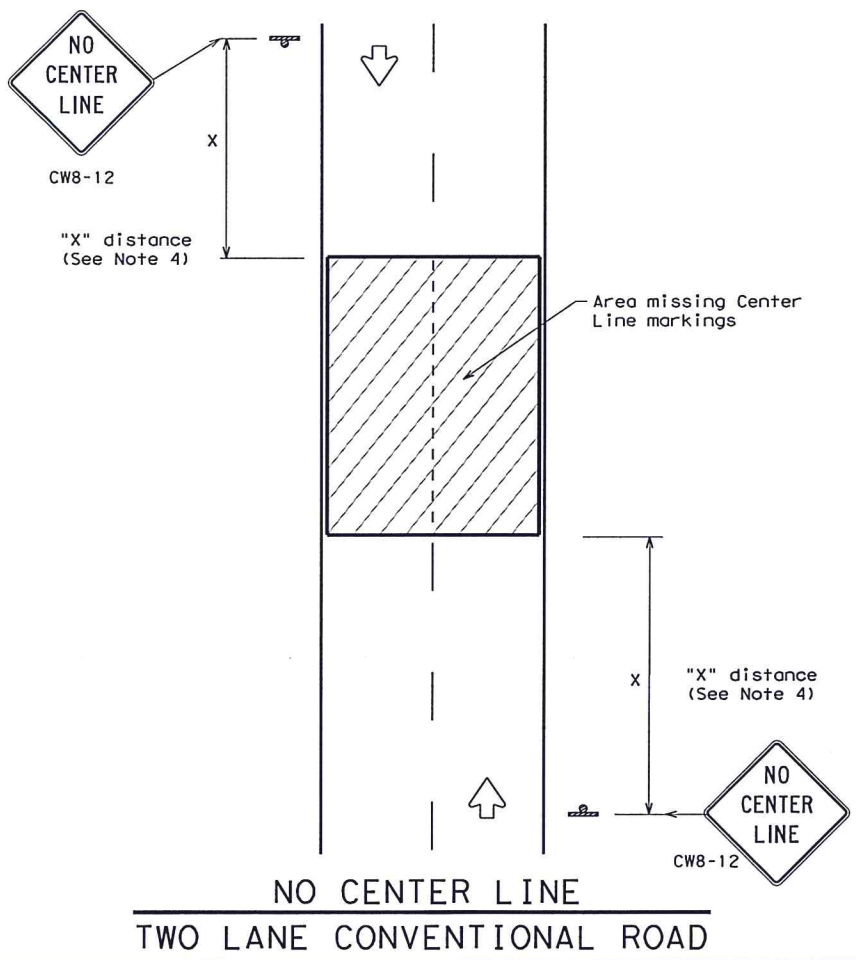 NO
CENTER
LINE
CW8-12
X
"X" distance
(See Note 4)
Area missing Center
Line markings
X
"X" distance
(See Note 4)
NO
CENTER
LINE
CW8-12
NO CENTER LINE
TWO LANE CONVENTIONAL ROAD